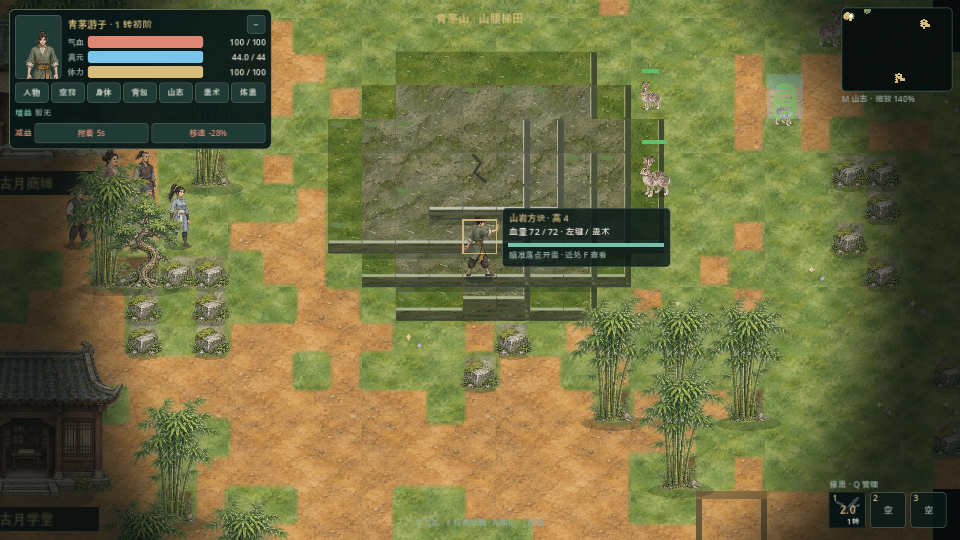 青茅游子 · 1 转初阶
−
气血 100 / 100
真元 44.0 / 44
体力 100 / 100
人物 空窍 身体 背包 山志 蛊术 炼蛊
增益 暂无
减益 附着 5s 移速 -28%
青茅山 · 山腰梯田
M 山志 · 缩放 140%
古月商铺
山岩方块 · 高 4
血量 72 / 72 · 左键 / 蛊术
瞄准落点开凿 · 近处 F 查看
古月学堂
催蛊 · Q 管理
1 2.0 1转
2 空
3 空